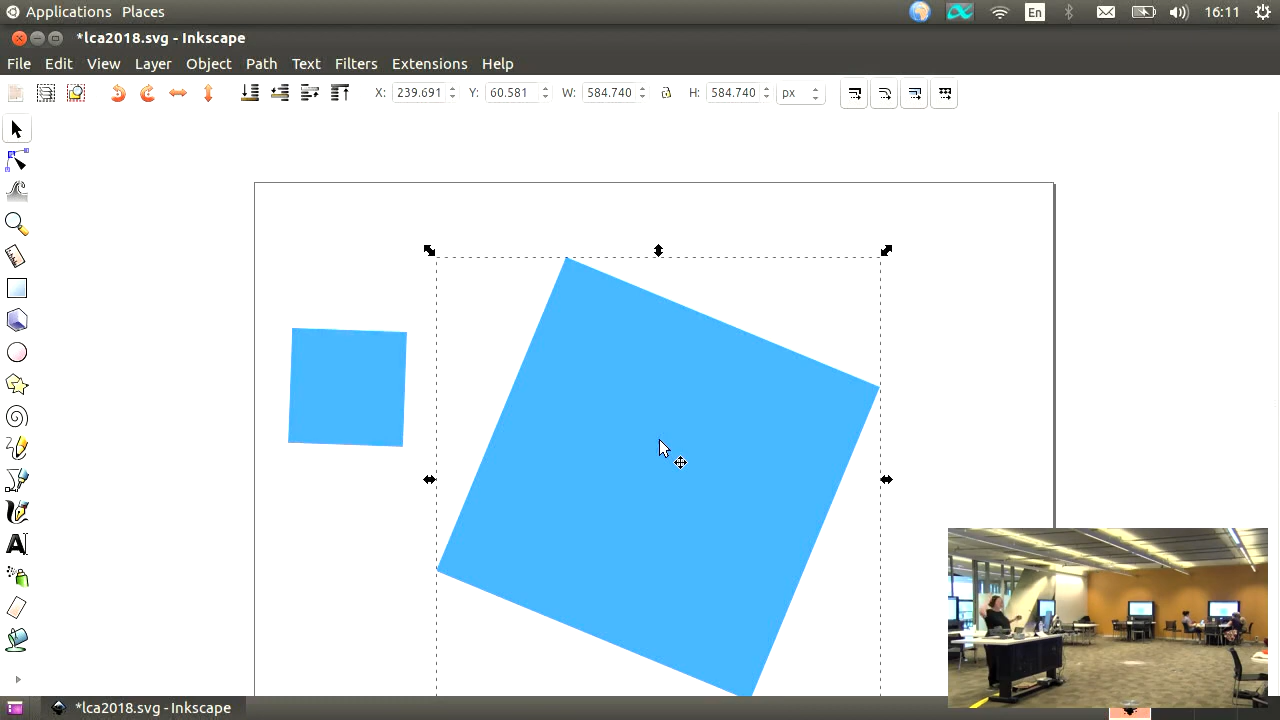 Applications Places En 16:11
*lca2018.svg - Inkscape
File Edit View Layer Object Path Text Filters Extensions Help
X: 239.691 Y: 60.581 W: 584.740 H: 584.740 px
A
*lca2018.svg - Inkscape